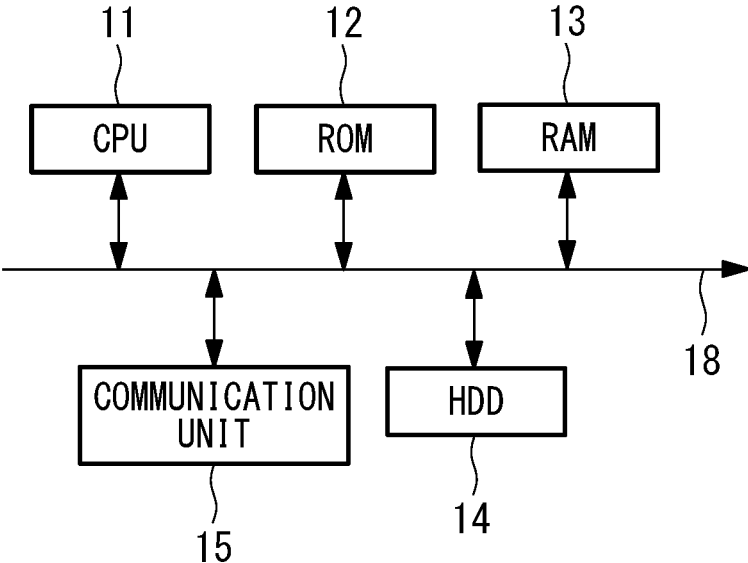 11
12
13
CPU
ROM
RAM
18
COMMUNICATION
UNIT
HDD
15
14